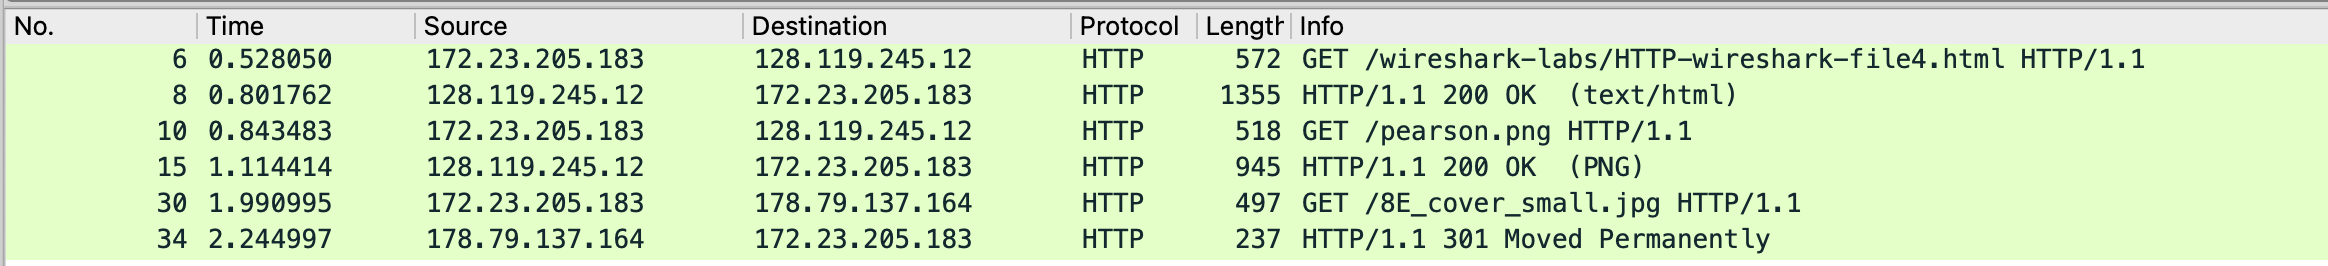 No. Time Source Destination Protocol Length Info
6 0.528050 172.23.205.183 128.119.245.12 HTTP 572 GET /wireshark-labs/HTTP-wireshark-file4.html HTTP/1.1
8 0.801762 128.119.245.12 172.23.205.183 HTTP 1355 HTTP/1.1 200 OK  (text/html)
10 0.843483 172.23.205.183 128.119.245.12 HTTP 518 GET /pearson.png HTTP/1.1
15 1.114414 128.119.245.12 172.23.205.183 HTTP 945 HTTP/1.1 200 OK  (PNG)
30 1.990995 172.23.205.183 178.79.137.164 HTTP 497 GET /8E_cover_small.jpg HTTP/1.1
34 2.244997 178.79.137.164 172.23.205.183 HTTP 237 HTTP/1.1 301 Moved Permanently